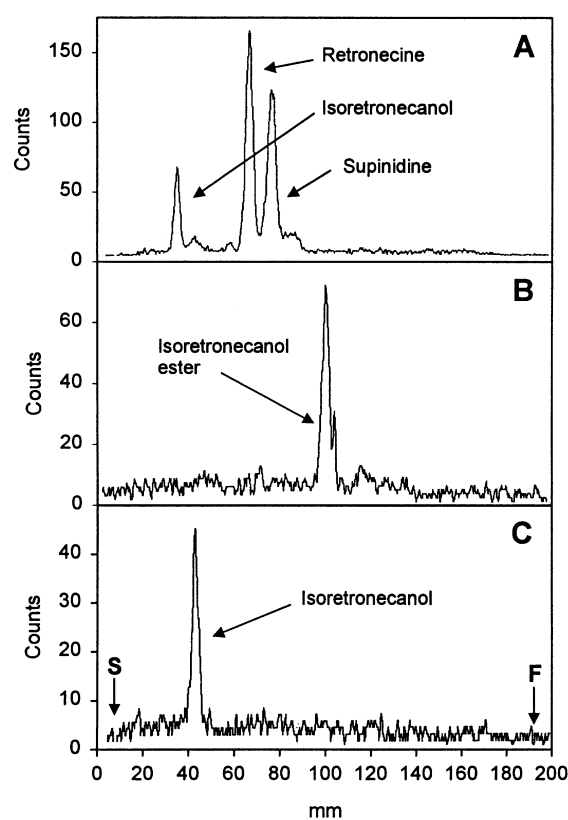 A
150
100
50
0
Counts
Retronecine
Isoretronecanol
Supinidine
B
60
40
20
0
Counts
Isoretronecanol
ester
C
40
30
20
10
0
Counts
Isoretronecanol
S
F
0 20 40 60 80 100 120 140 160 180 200
mm